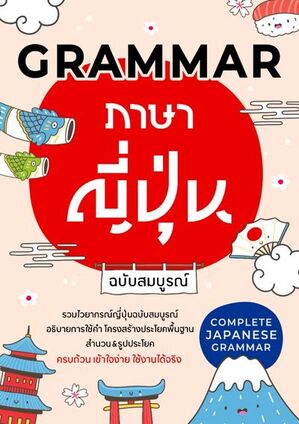 GRAMMAR
ภาษา
ญี่ปุ่น
ฉบับสมบูรณ์
รวมไวยากรณ์ญี่ปุ่นฉบับสมบูรณ์
อธิบายการใช้คำ โครงสร้างประโยคพื้นฐาน
สำนวน & รูปประโยค
ครบถ้วน เข้าใจง่าย ใช้งานได้จริง
COMPLETE
JAPANESE
GRAMMAR